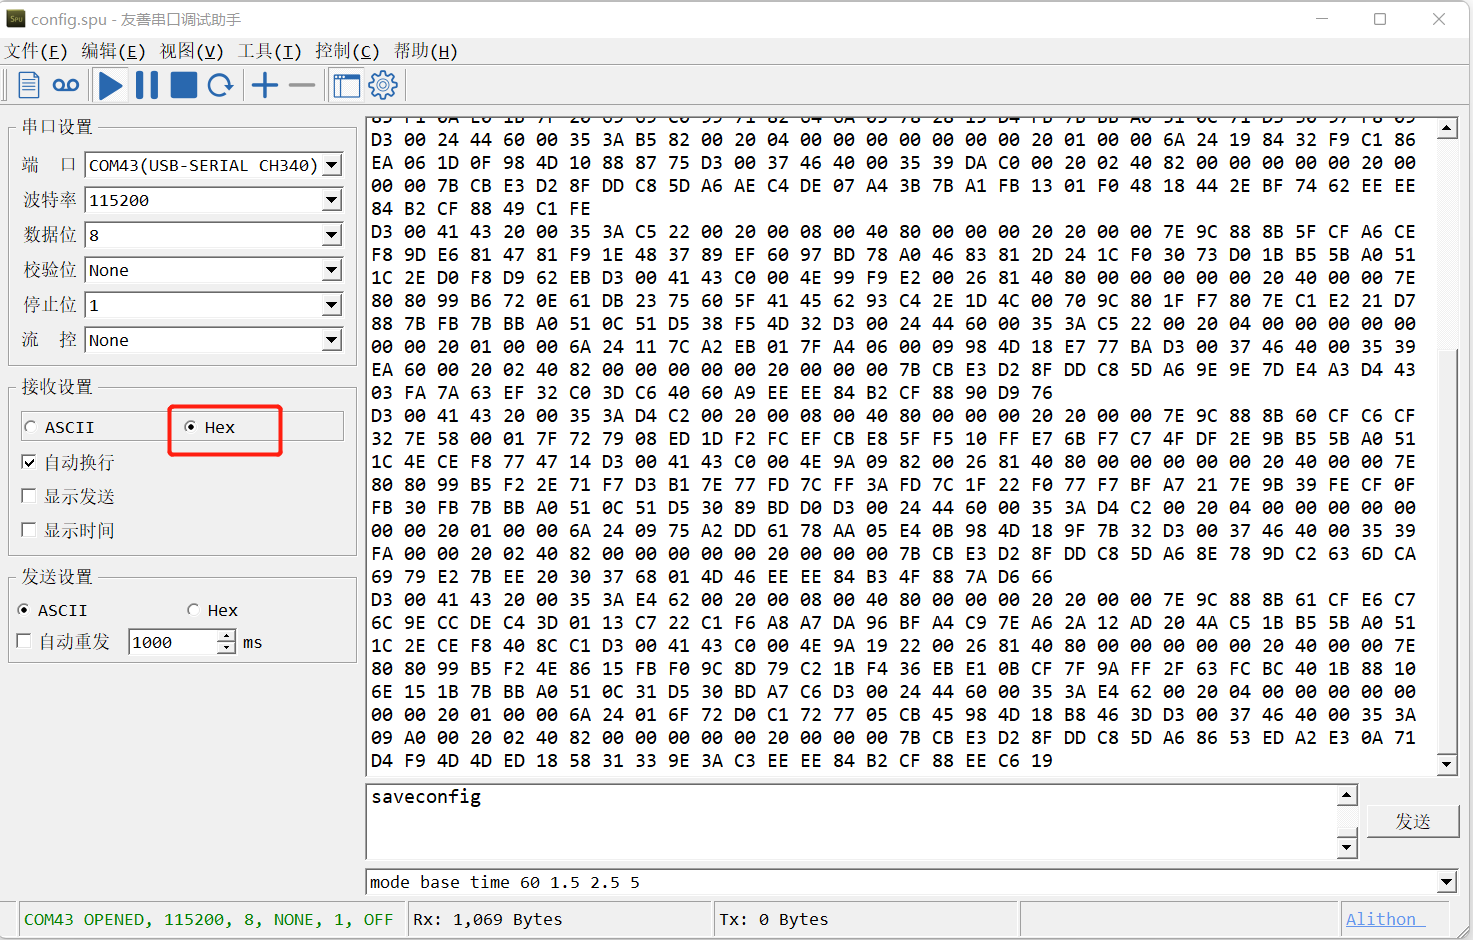 config.spu - 友善串口调试助手
文件(F) 编辑(E) 视图(V) 工具(T) 控制(C) 帮助(H)
串口设置
端 口 COM43(USB-SERIAL CH340)
波特率 115200
数据位 8
校验位 None
停止位 1
流 控 None
接收设置
ASCII Hex
自动换行
显示发送
显示时间
发送设置
ASCII Hex
自动重发 1000 ms
D3 00 24 44 60 00 35 3A B5 82 00 20 04 00 00 00 00 00 00 00 20 01 00 00 6A 24 19 84 32 F9 C1 86
EA 06 1D 0F 98 4D 10 88 87 75 D3 00 37 46 40 00 35 39 DA C0 00 20 02 40 82 00 00 00 00 00 20 00
00 00 7B CB E3 D2 8F DD C8 5D A6 AE C4 DE 07 A4 3B 7B A1 FB 13 01 F0 48 18 44 2E BF 74 62 EE EE
84 B2 CF 88 49 C1 FE
D3 00 41 43 20 00 35 3A C5 22 00 20 00 08 00 40 80 00 00 00 20 20 00 00 7E 9C 88 8B 5F CF A6 CE
F8 9D E6 81 47 81 F9 1E 48 37 89 EF 60 97 BD 78 A0 46 83 81 2D 24 1C F0 30 73 D0 1B B5 5B A0 51
1C 2E D0 F8 D9 62 EB D3 00 41 43 C0 00 4E 99 F9 E2 00 26 81 40 80 00 00 00 00 00 20 40 00 00 7E
80 80 99 B6 72 0E 61 DB 23 75 60 5F 41 45 62 93 C4 2E 1D 4C 00 70 9C 80 1F F7 80 7E C1 E2 21 D7
88 7B FB 7B BB A0 51 0C 51 D5 38 F5 4D 32 D3 00 24 44 60 00 35 3A C5 22 00 20 04 00 00 00 00 00
00 00 20 01 00 00 6A 24 11 7C A2 EB 01 7F A4 06 00 09 98 4D 18 E7 77 BA D3 00 37 46 40 00 35 39
EA 60 00 20 02 40 82 00 00 00 00 00 20 00 00 00 7B CB E3 D2 8F DD C8 5D A6 9E 9E 7D E4 A3 D4 43
03 FA 7A 63 EF 32 C0 3D C6 40 60 A9 EE EE 84 B2 CF 88 90 D9 76
D3 00 41 43 20 00 35 3A D4 C2 00 20 00 08 00 40 80 00 00 00 20 20 00 00 7E 9C 88 8B 60 CF C6 CF
32 7E 58 00 01 7F 72 79 08 ED 1D F2 FC EF CB E8 5F F5 10 FF E7 6B F7 C7 4F DF 2E 9B B5 5B A0 51
1C 4E CE F8 77 47 14 D3 00 41 43 C0 00 4E 9A 09 82 00 26 81 40 80 00 00 00 00 00 20 40 00 00 7E
80 80 99 B5 F2 2E 71 F7 D3 B1 7E 77 FD 7C FF 3A FD 7C 1F 22 F0 77 F7 BF A7 21 7E 9B 39 FE CF 0F
FB 30 FB 7B BB A0 51 0C 51 D5 30 89 BD D0 D3 00 24 44 60 00 35 3A D4 C2 00 20 04 00 00 00 00 00
00 00 20 01 00 00 6A 24 09 75 A2 DD 61 78 AA 05 E4 0B 98 4D 18 9F 7B 32 D3 00 37 46 40 00 35 39
FA 00 00 20 02 40 82 00 00 00 00 00 20 00 00 00 7B CB E3 D2 8F DD C8 5D A6 8E 78 9D C2 63 6D CA
69 79 E2 7B EE 20 30 37 68 01 4D 46 EE EE 84 B3 4F 88 7A D6 66
D3 00 41 43 20 00 35 3A E4 62 00 20 00 08 00 40 80 00 00 00 20 20 00 00 7E 9C 88 8B 61 CF E6 C7
6C 9E CC DE C4 3D 01 13 C7 22 C1 F6 A8 A7 DA 96 BF A4 C9 7E A6 2A 12 AD 20 4A C5 1B B5 5B A0 51
1C 2E CE F8 40 8C C1 D3 00 41 43 C0 00 4E 9A 19 22 00 26 81 40 80 00 00 00 00 00 20 40 00 00 7E
80 80 99 B5 F2 4E 86 15 FB F0 9C 8D 79 C2 1B F4 36 EB E1 0B CF 7F 9A FF 2F 63 FC BC 40 1B 88 10
6E 15 1B 7B BB A0 51 0C 31 D5 30 BD A7 C6 D3 00 24 44 60 00 35 3A E4 62 00 20 04 00 00 00 00 00
00 00 20 01 00 00 6A 24 01 6F 72 D0 C1 72 77 05 CB 45 98 4D 18 B8 46 3D D3 00 37 46 40 00 35 3A
09 A0 00 20 02 40 82 00 00 00 00 00 20 00 00 00 7B CB E3 D2 8F DD C8 5D A6 86 53 ED A2 E3 0A 71
D4 F9 4D 4D ED 18 58 31 33 9E 3A C3 EE EE 84 B2 CF 88 EE C6 19
saveconfig
发送
mode base time 60 1.5 2.5 5
COM43 OPENED, 115200, 8, NONE, 1, OFF Rx: 1,069 Bytes Tx: 0 Bytes Alithon